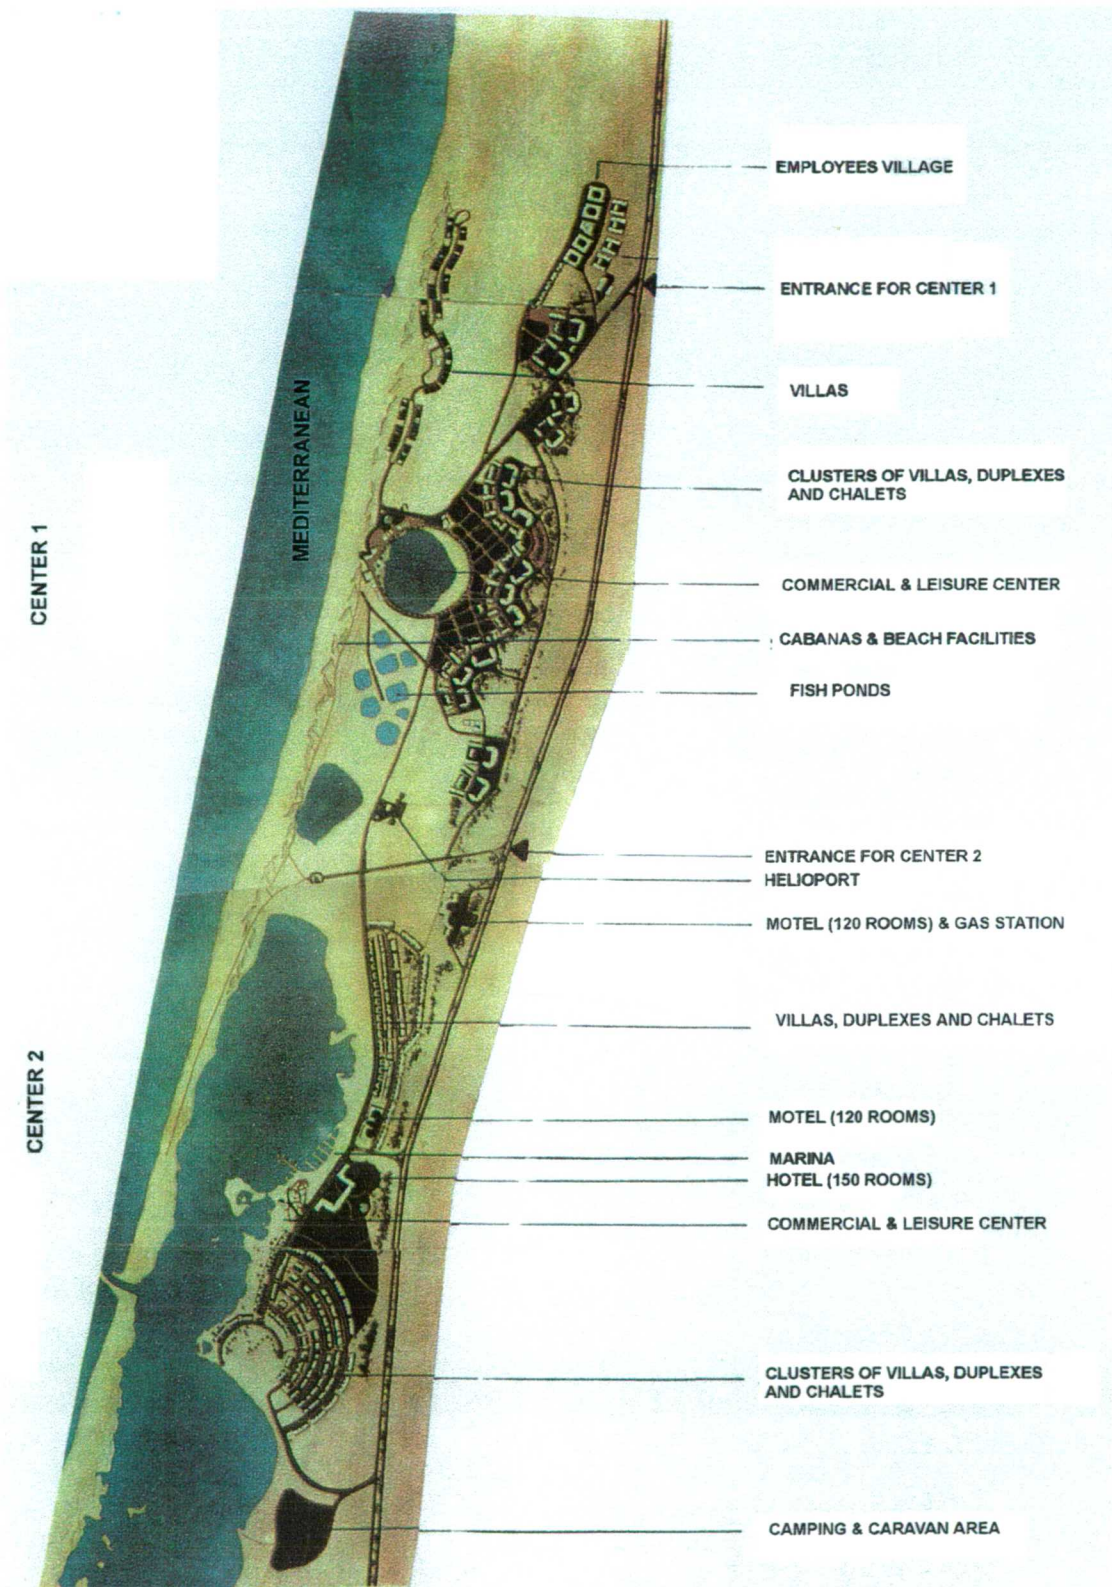 EMPLOYEES VILLAGE
ENTRANCE FOR CENTER 1
VILLAS
MEDITERRANEAN
CLUSTERS OF VILLAS, DUPLEXES
AND CHALETS
CENTER 1
COMMERCIAL & LEISURE CENTER
CABANAS & BEACH FACILITIES
FISH PONDS
ENTRANCE FOR CENTER 2
HELIOPORT
MOTEL (120 ROOMS) & GAS STATION
VILLAS, DUPLEXES AND CHALETS
CENTER 2
MOTEL (120 ROOMS)
MARINA
HOTEL (150 ROOMS)
COMMERCIAL & LEISURE CENTER
CLUSTERS OF VILLAS, DUPLEXES
AND CHALETS
CAMPING & CARAVAN AREA